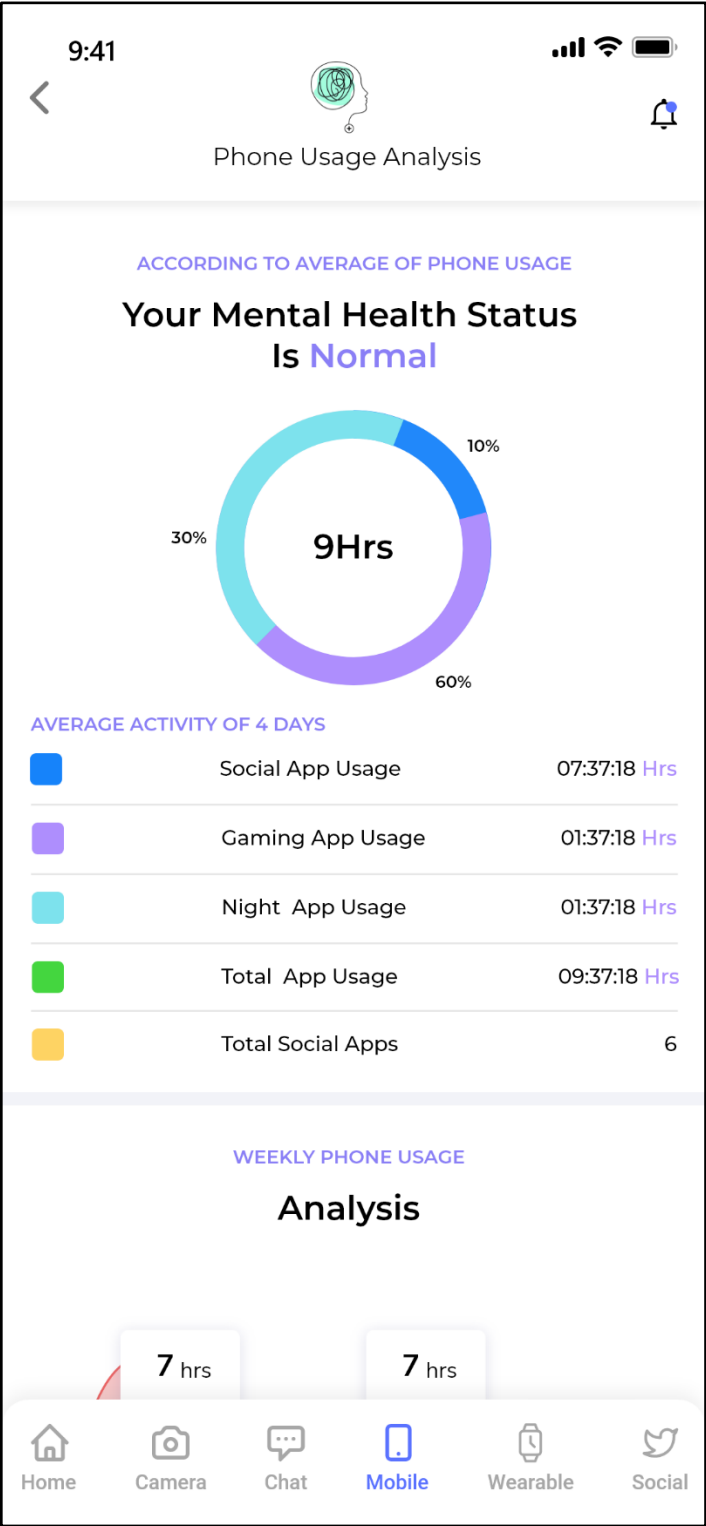 9:41
Phone Usage Analysis
ACCORDING TO AVERAGE OF PHONE USAGE
Your Mental Health Status
Is Normal
10%
30%
9Hrs
60%
AVERAGE ACTIVITY OF 4 DAYS
Social App Usage 07:37:18 Hrs
Gaming App Usage 01:37:18 Hrs
Night App Usage 01:37:18 Hrs
Total App Usage 09:37:18 Hrs
Total Social Apps 6
WEEKLY PHONE USAGE
Analysis
7 hrs 7 hrs
Home Camera Chat Mobile Wearable Social